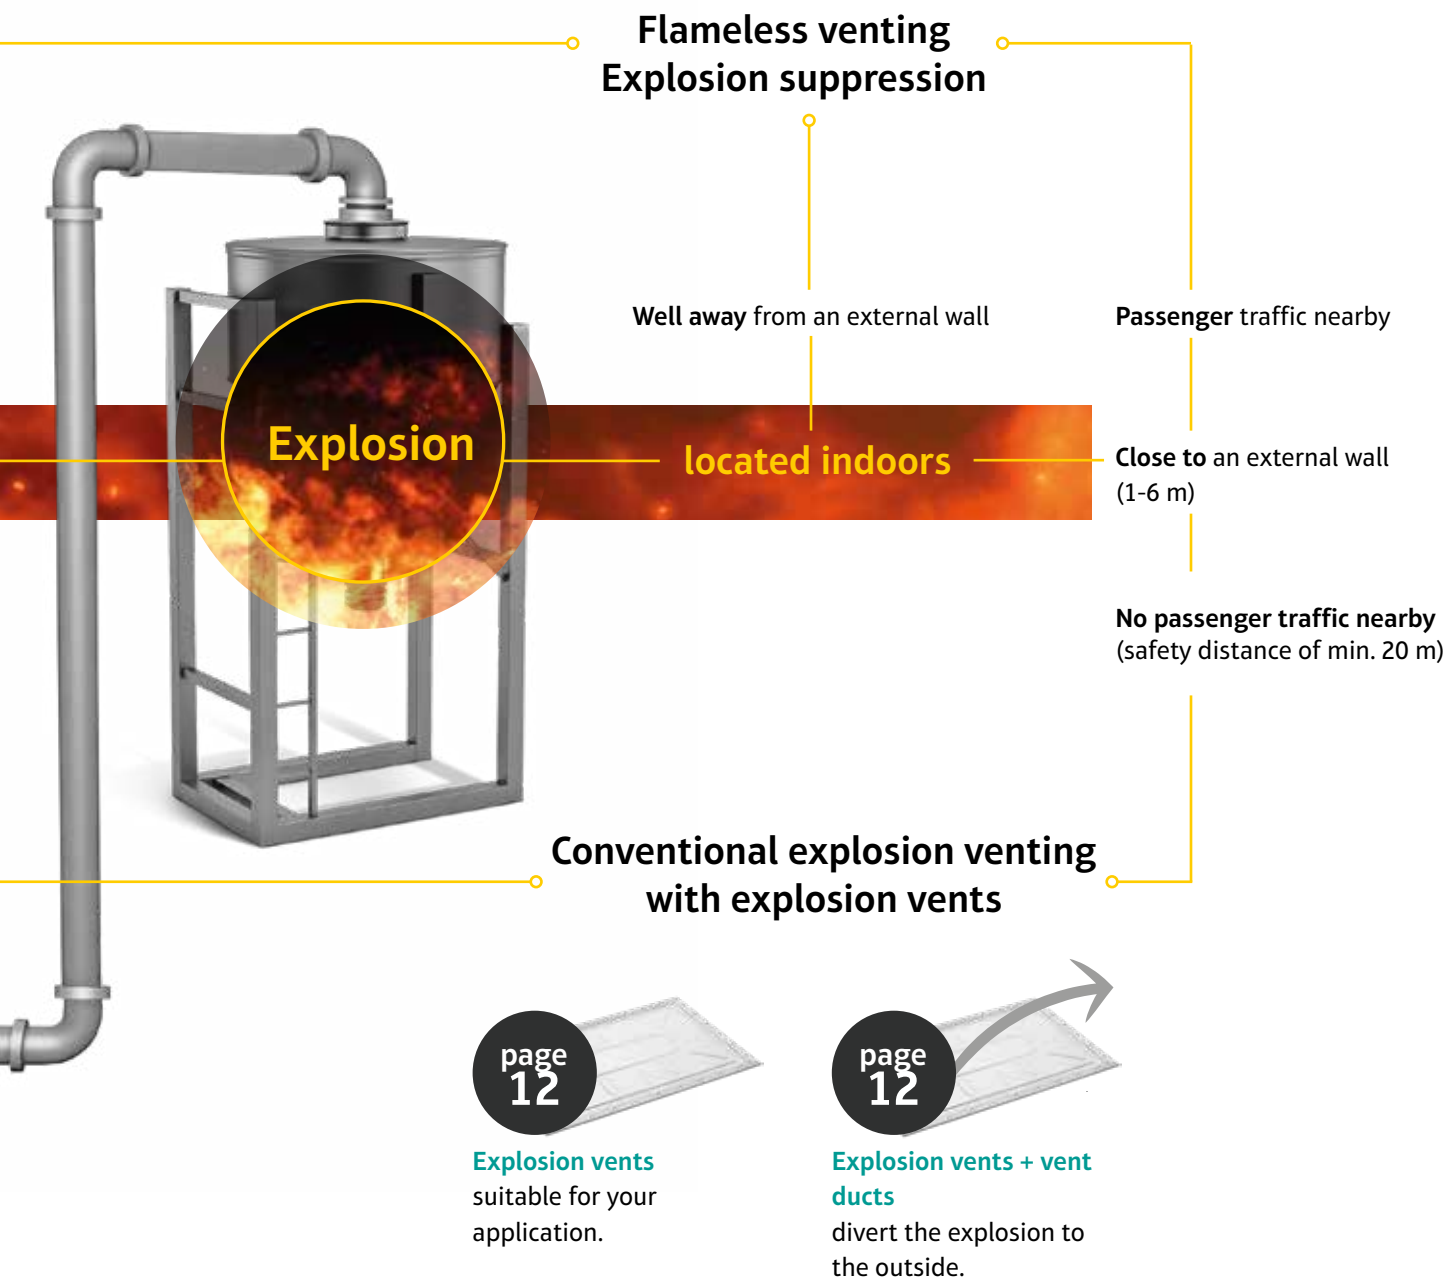 Flameless venting
Explosion suppression
Well away from an external wall
Passenger traffic nearby
Explosion
located indoors
Close to an external wall
(1-6 m)
No passenger traffic nearby
(safety distance of min. 20 m)
Conventional explosion venting
with explosion vents
page
12
Explosion vents
suitable for your
application.
page
12
Explosion vents + vent
ducts
divert the explosion to
the outside.